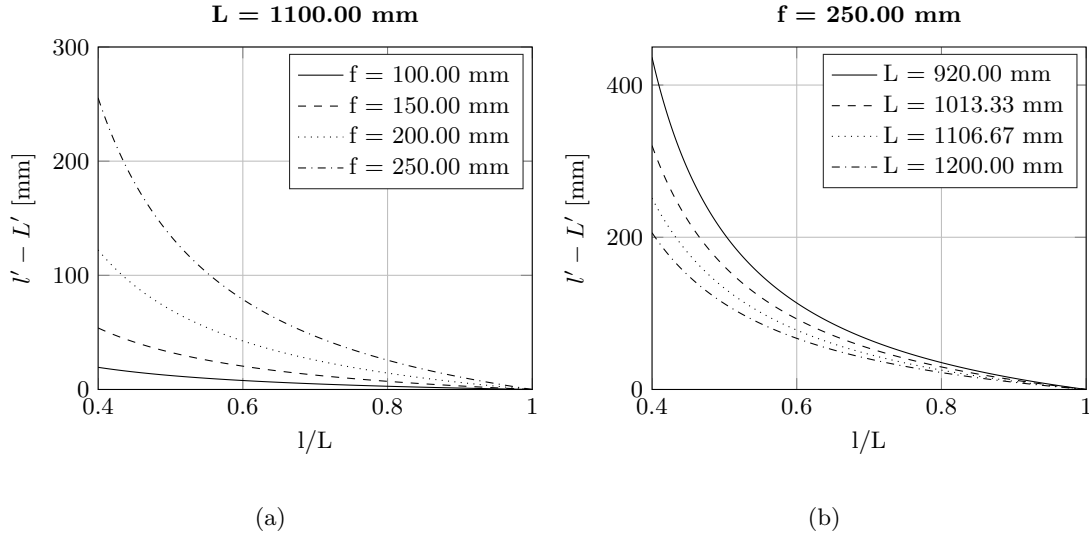 L = 1100.00 mm
300
200
100
0
0.4
0.6
0.8
1
l′ − L′ [mm]
l/L
f = 100.00 mm
f = 150.00 mm
f = 200.00 mm
f = 250.00 mm
(a)
f = 250.00 mm
400
200
0
0.4
0.6
0.8
1
l′ − L′ [mm]
l/L
L = 920.00 mm
L = 1013.33 mm
L = 1106.67 mm
L = 1200.00 mm
(b)